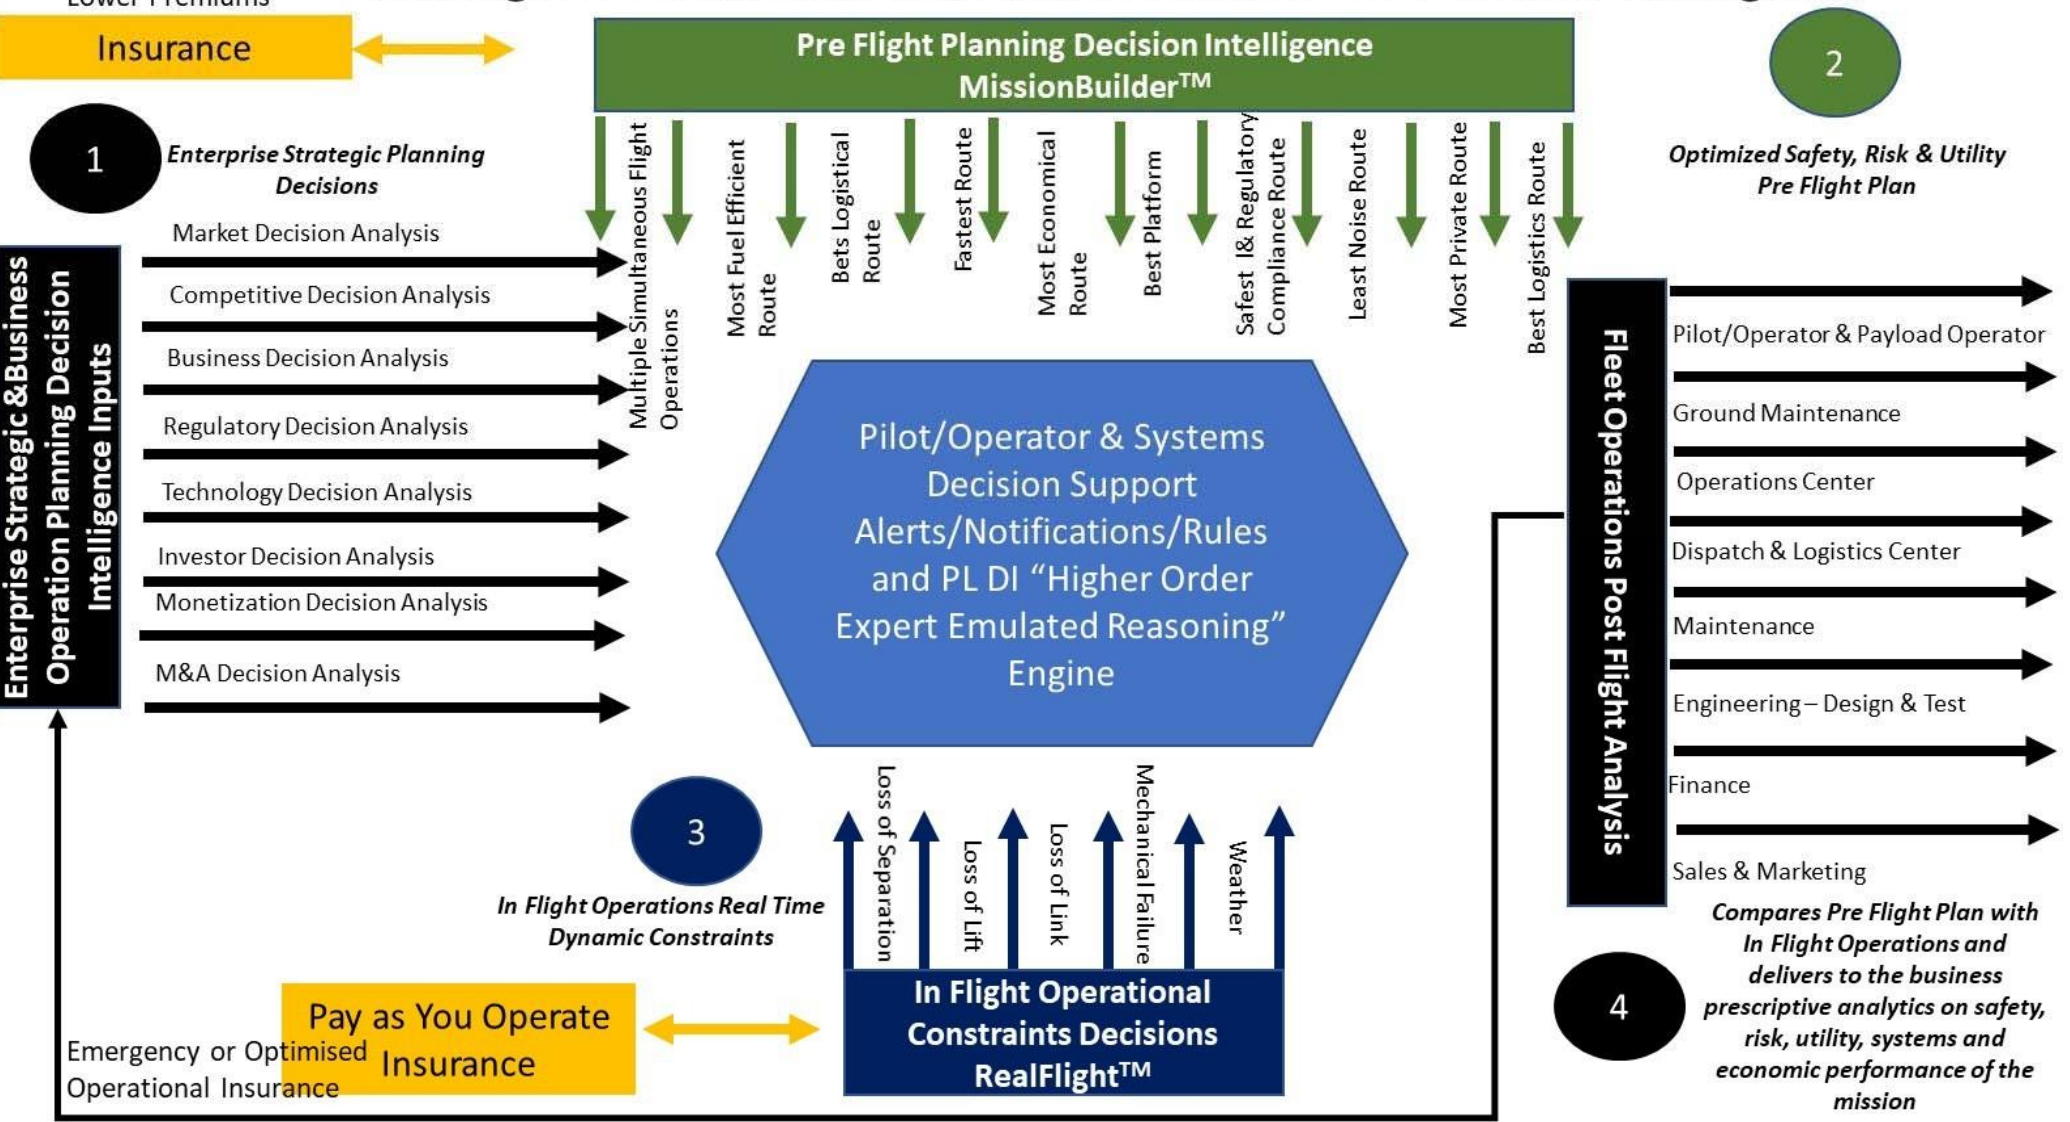 Lower Premiums
Insurance
Pre Flight Planning Decision Intelligence
MissionBuilder™
2
1
Enterprise Strategic Planning
Decisions
Optimized Safety, Risk & Utility
Pre Flight Plan
Enterprise Strategic &Business
Operation Planning Decision
Intelligence Inputs
Market Decision Analysis
Competitive Decision Analysis
Business Decision Analysis
Regulatory Decision Analysis
Technology Decision Analysis
Investor Decision Analysis
Monetization Decision Analysis
M&A Decision Analysis
Multiple Simultaneous Flight
Operations
Most Fuel Efficient
Route
Bets Logistical
Route
Fastest Route
Most Economical
Route
Best Platform
Safest I& Regulatory
Compliance Route
Least Noise Route
Most Private Route
Best Logistics Route
Pilot/Operator & Systems
Decision Support
Alerts/Notifications/Rules
and PL DI “Higher Order
Expert Emulated Reasoning”
Engine
Fleet Operations Post Flight Analysis
Pilot/Operator & Payload Operator
Ground Maintenance
Operations Center
Dispatch & Logistics Center
Maintenance
Engineering – Design & Test
Finance
Sales & Marketing
3
In Flight Operations Real Time
Dynamic Constraints
Loss of Separation
Loss of Lift
Loss of Link
Mechanical Failure
Weather
In Flight Operational
Constraints Decisions
RealFlight™
Pay as You Operate
Insurance
Emergency or Optimised
Operational Insurance
4
Compares Pre Flight Plan with
In Flight Operations and
delivers to the business
prescriptive analytics on safety,
risk, utility, systems and
economic performance of the
mission